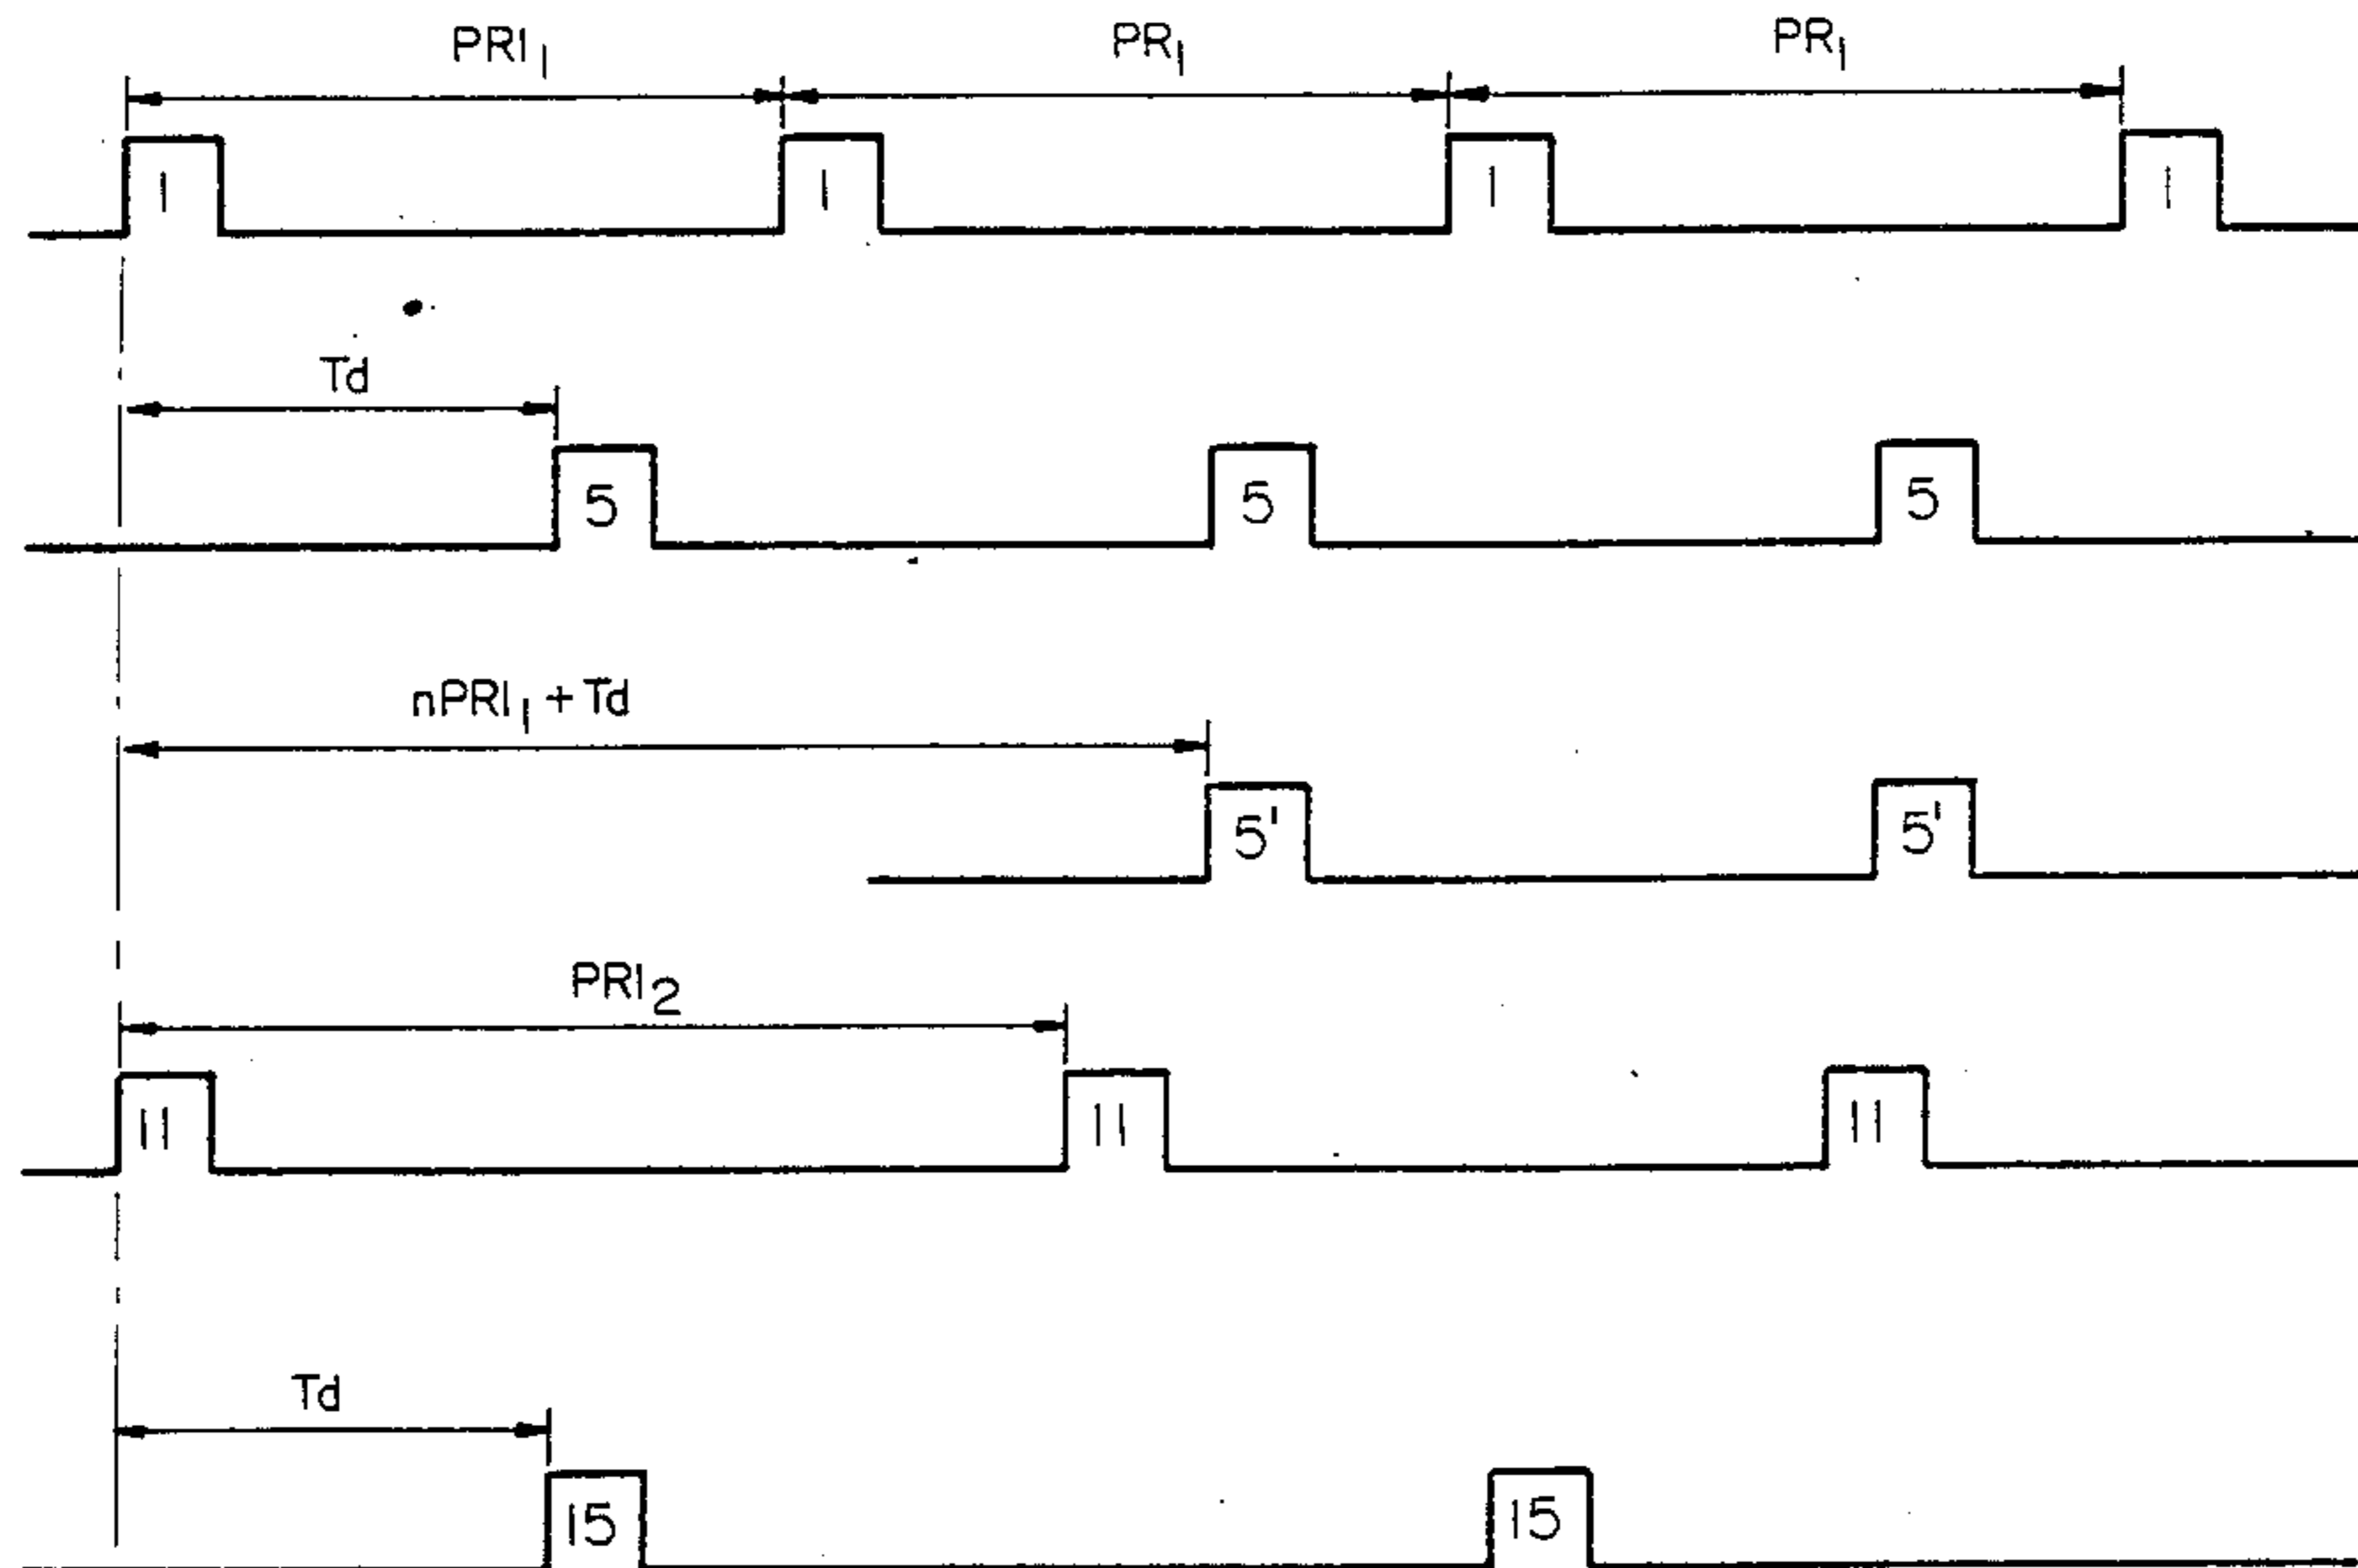 PRI₁ PR₁ PR₁
1 1 1 1
Td
5 5 5
nPRI₁ + Td
5' 5'
PRI₂
11 11 11
Td
15 15